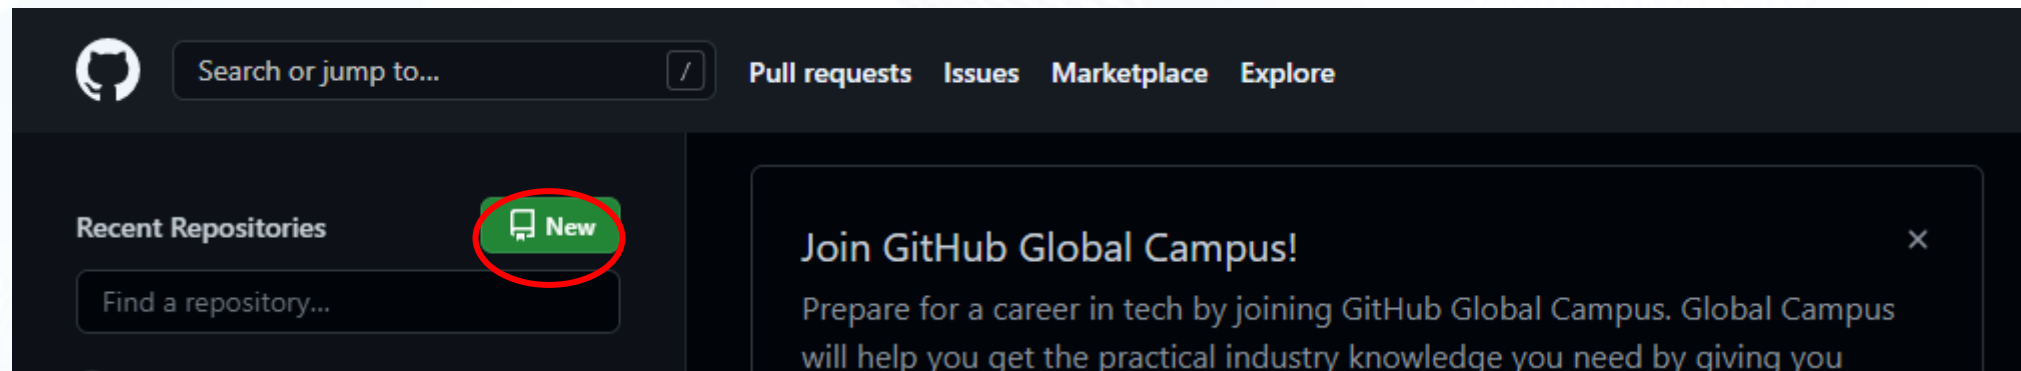 Search or jump to... /
Pull requests Issues Marketplace Explore
Recent Repositories
New
Find a repository...
Join GitHub Global Campus!
×
Prepare for a career in tech by joining GitHub Global Campus. Global Campus
will help you get the practical industry knowledge you need by giving you